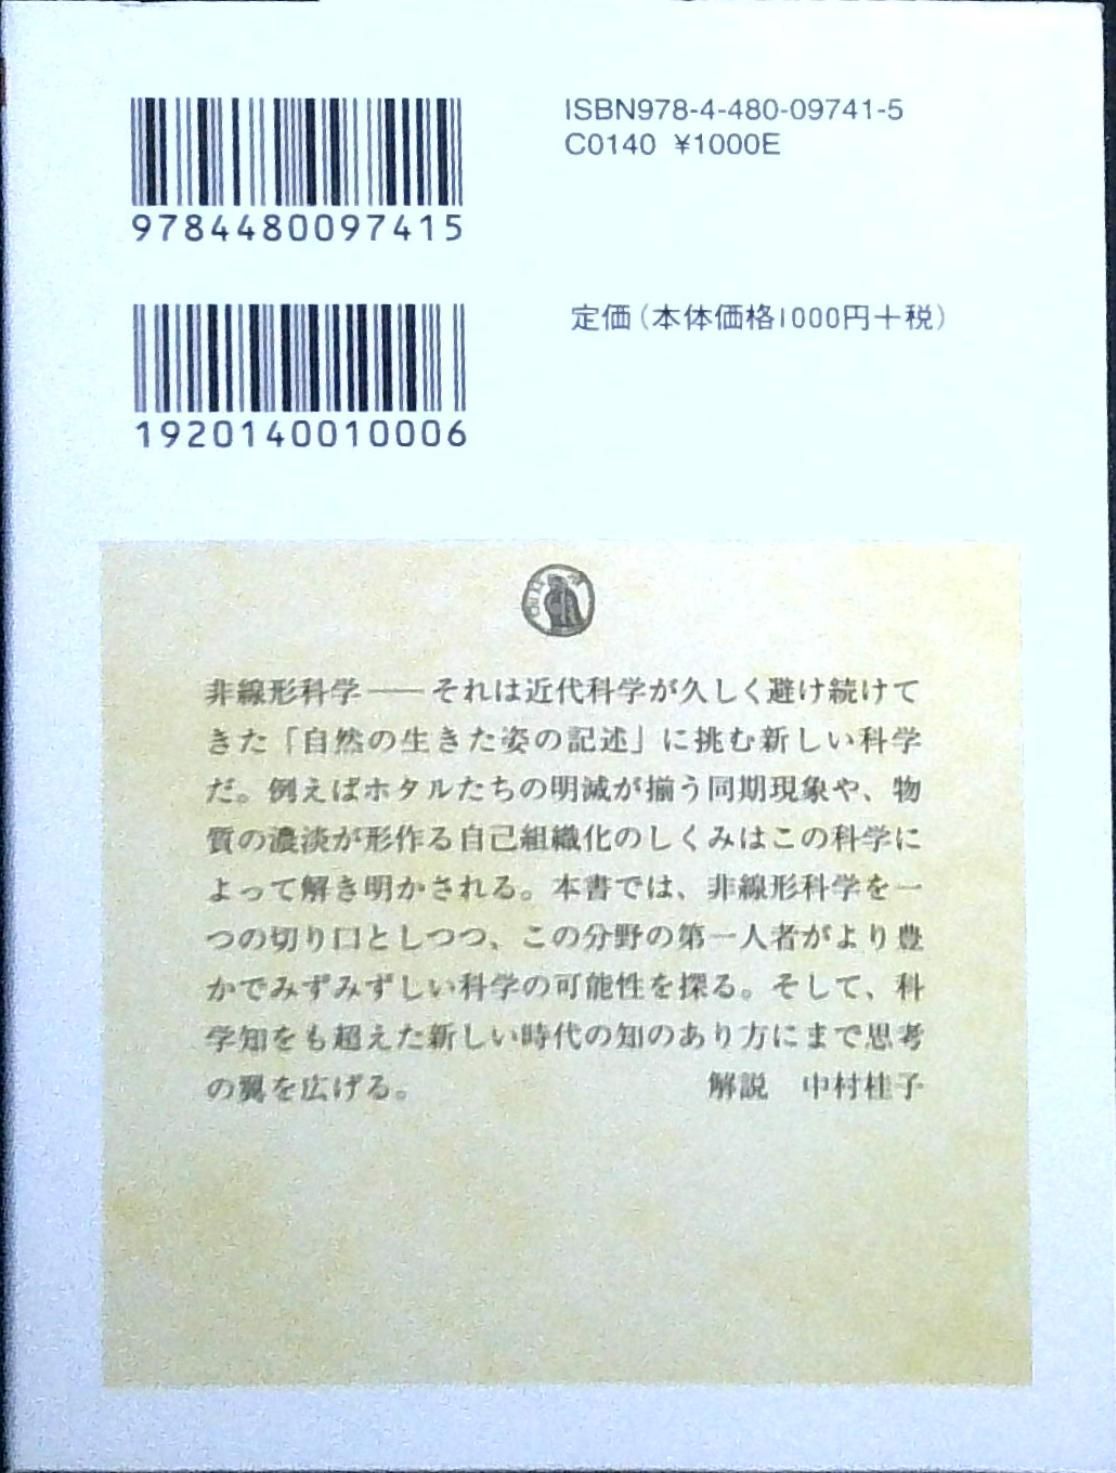 ISBN978-4-480-09741-5
C0140 ¥1000E
9784480097415
定価(本体価格1000円+税)
1920140010006
非線形科学――それは近代科学が久しく避け続けて
きた「自然の生きた姿の記述」に挑む新しい科学
だ。例えばホタルたちの明滅が揃う同期現象や、物
質の濃淡が形作る自己組織化のしくみはこの科学に
よって解き明かされる。本書では、非線形科学を一
つの切り口としつつ、この分野の第一人者がより豊
かでみずみずしい科学の可能性を探る。そして、科
学知をも超えた新しい時代の知のあり方にまで思考
の翼を広げる。 解説 中村桂子